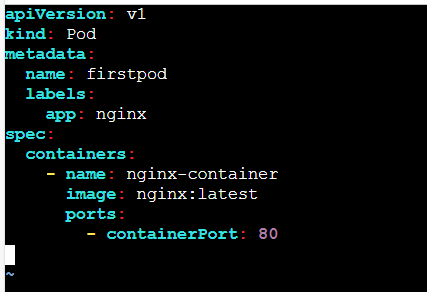 apiVersion: v1
kind: Pod
metadata:
  name: firstpod
  labels:
    app: nginx
spec:
  containers:
    - name: nginx-container
      image: nginx:latest
      ports:
        - containerPort: 80
~